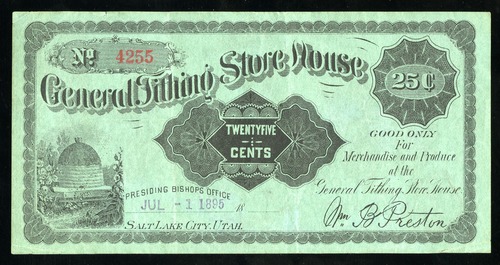 No 4255
General Tithing Store House
25¢
TWENTYFIVE
CENTS
GOOD ONLY
For
Merchandise and Produce
at the
General Tithing Store House.
PRESIDING BISHOPS OFFICE
JUL - 1 1895 18
SALT LAKE CITY, UTAH.
Wm B. Preston